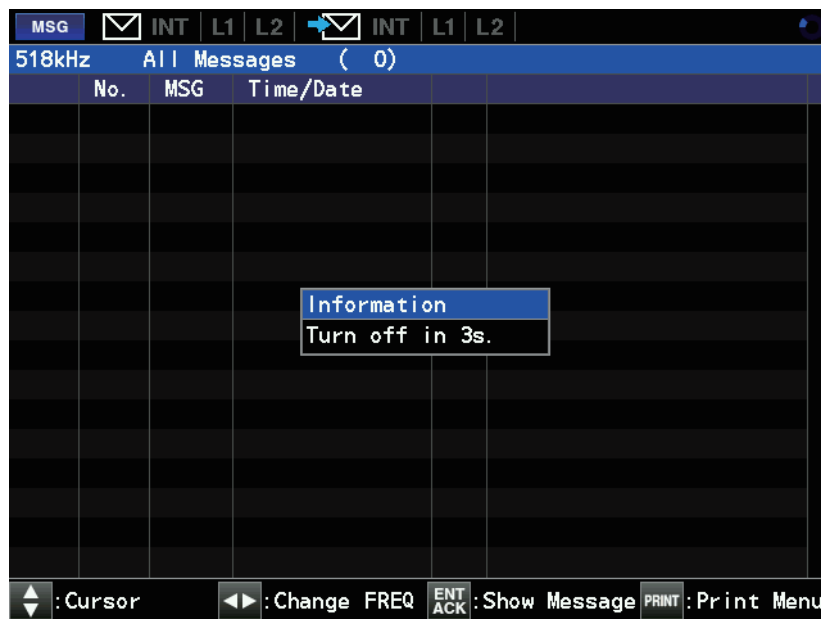 MSG INT L1 L2 INT L1 L2
518kHz All Messages ( 0)
No. MSG Time/Date
Information
Turn off in 3s.
:Cursor :Change FREQ ENT ACK :Show Message PRINT :Print Menu